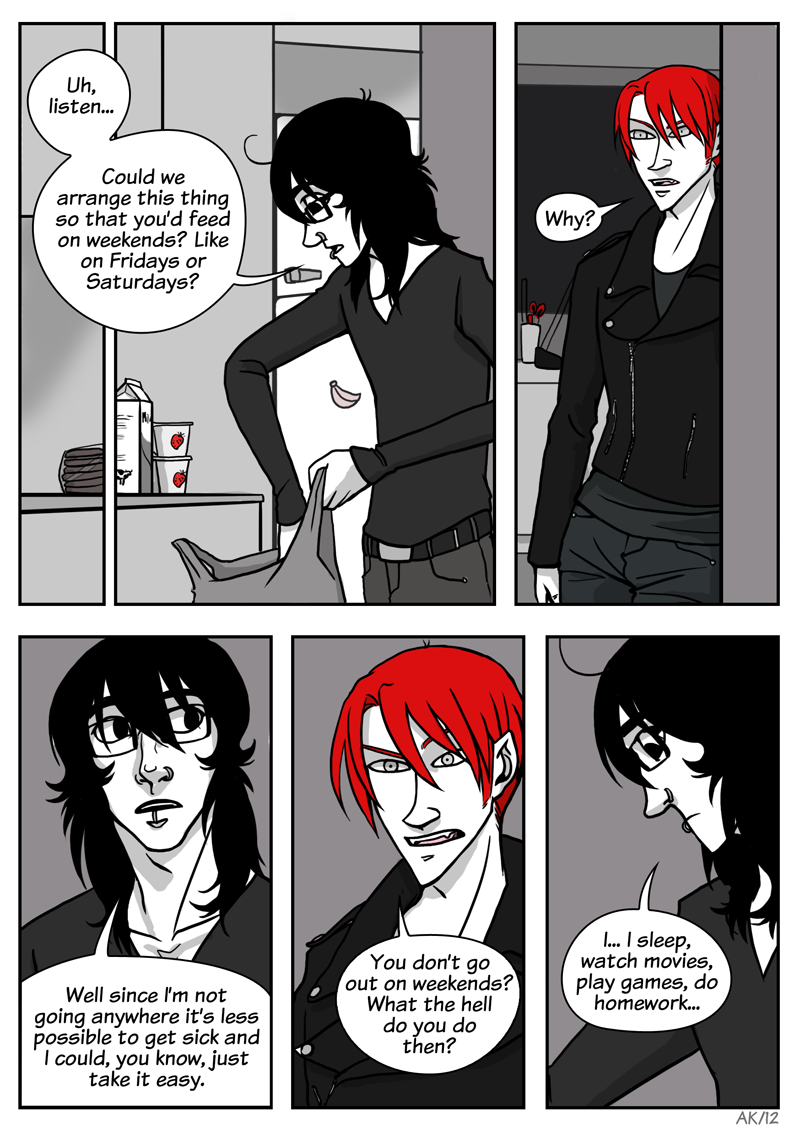 Uh,
listen...
Could we
arrange this thing
so that you'd feed
on weekends? Like
on Fridays or
Saturdays?
Why?
Well since I'm not
going anywhere it's less
possible to get sick and
I could, you know, just
take it easy.
You don't go
out on weekends?
What the hell
do you do
then?
I... I sleep,
watch movies,
play games, do
homework...
AK/12